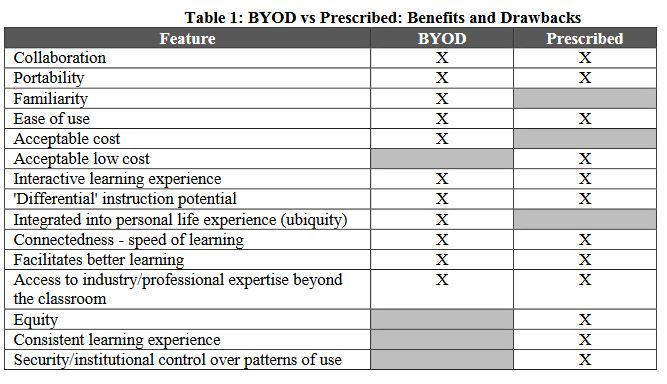 Table 1: BYOD vs Prescribed: Benefits and Drawbacks
Feature BYOD Prescribed
Collaboration X X
Portability X X
Familiarity X
Ease of use X X
Acceptable cost X
Acceptable low cost X
Interactive learning experience X X
'Differential' instruction potential X X
Integrated into personal life experience (ubiquity) X
Connectedness - speed of learning X X
Facilitates better learning X X
Access to industry/professional expertise beyond X X
the classroom
Equity X
Consistent learning experience X
Security/institutional control over patterns of use X